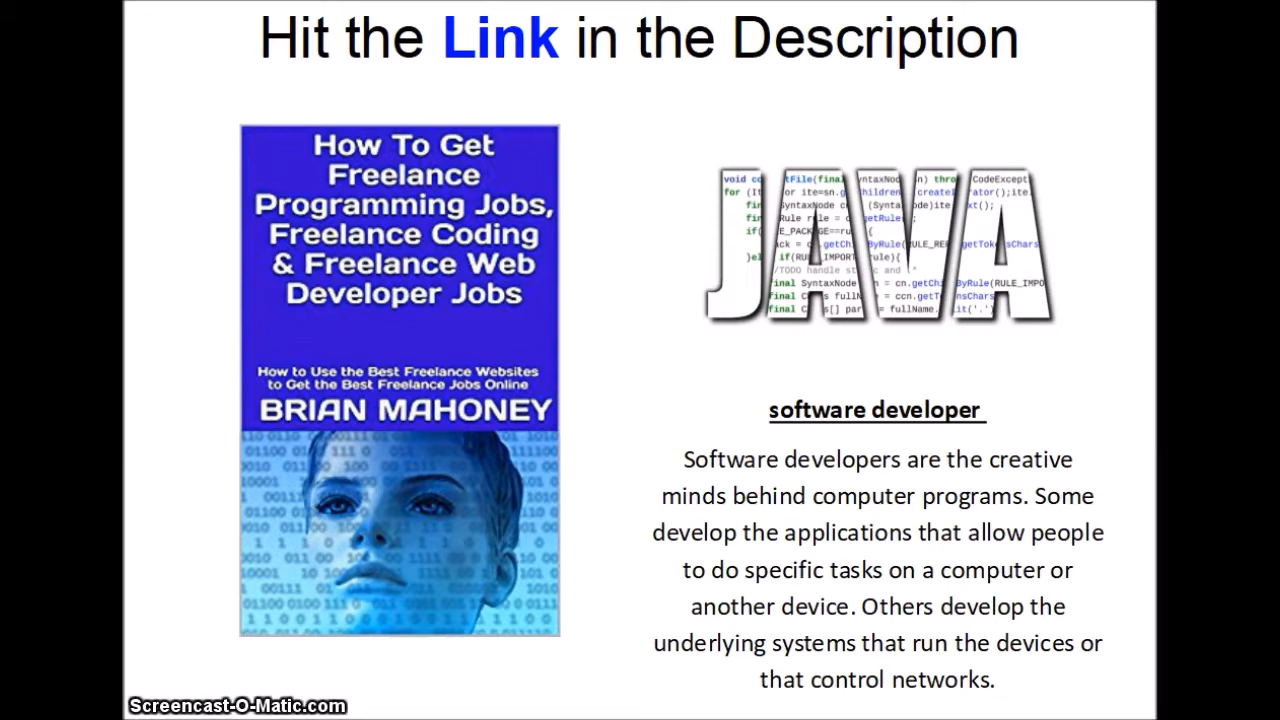 Hit the Link in the Description
How To Get
Freelance
Programming Jobs,
Freelance Coding
& Freelance Web
Developer Jobs
How to Use the Best Freelance Websites
to Get the Best Freelance Jobs Online
BRIAN MAHONEY
JAVA
software developer
Software developers are the creative
minds behind computer programs. Some
develop the applications that allow people
to do specific tasks on a computer or
another device. Others develop the
underlying systems that run the devices or
that control networks.
Screencast-O-Matic.com